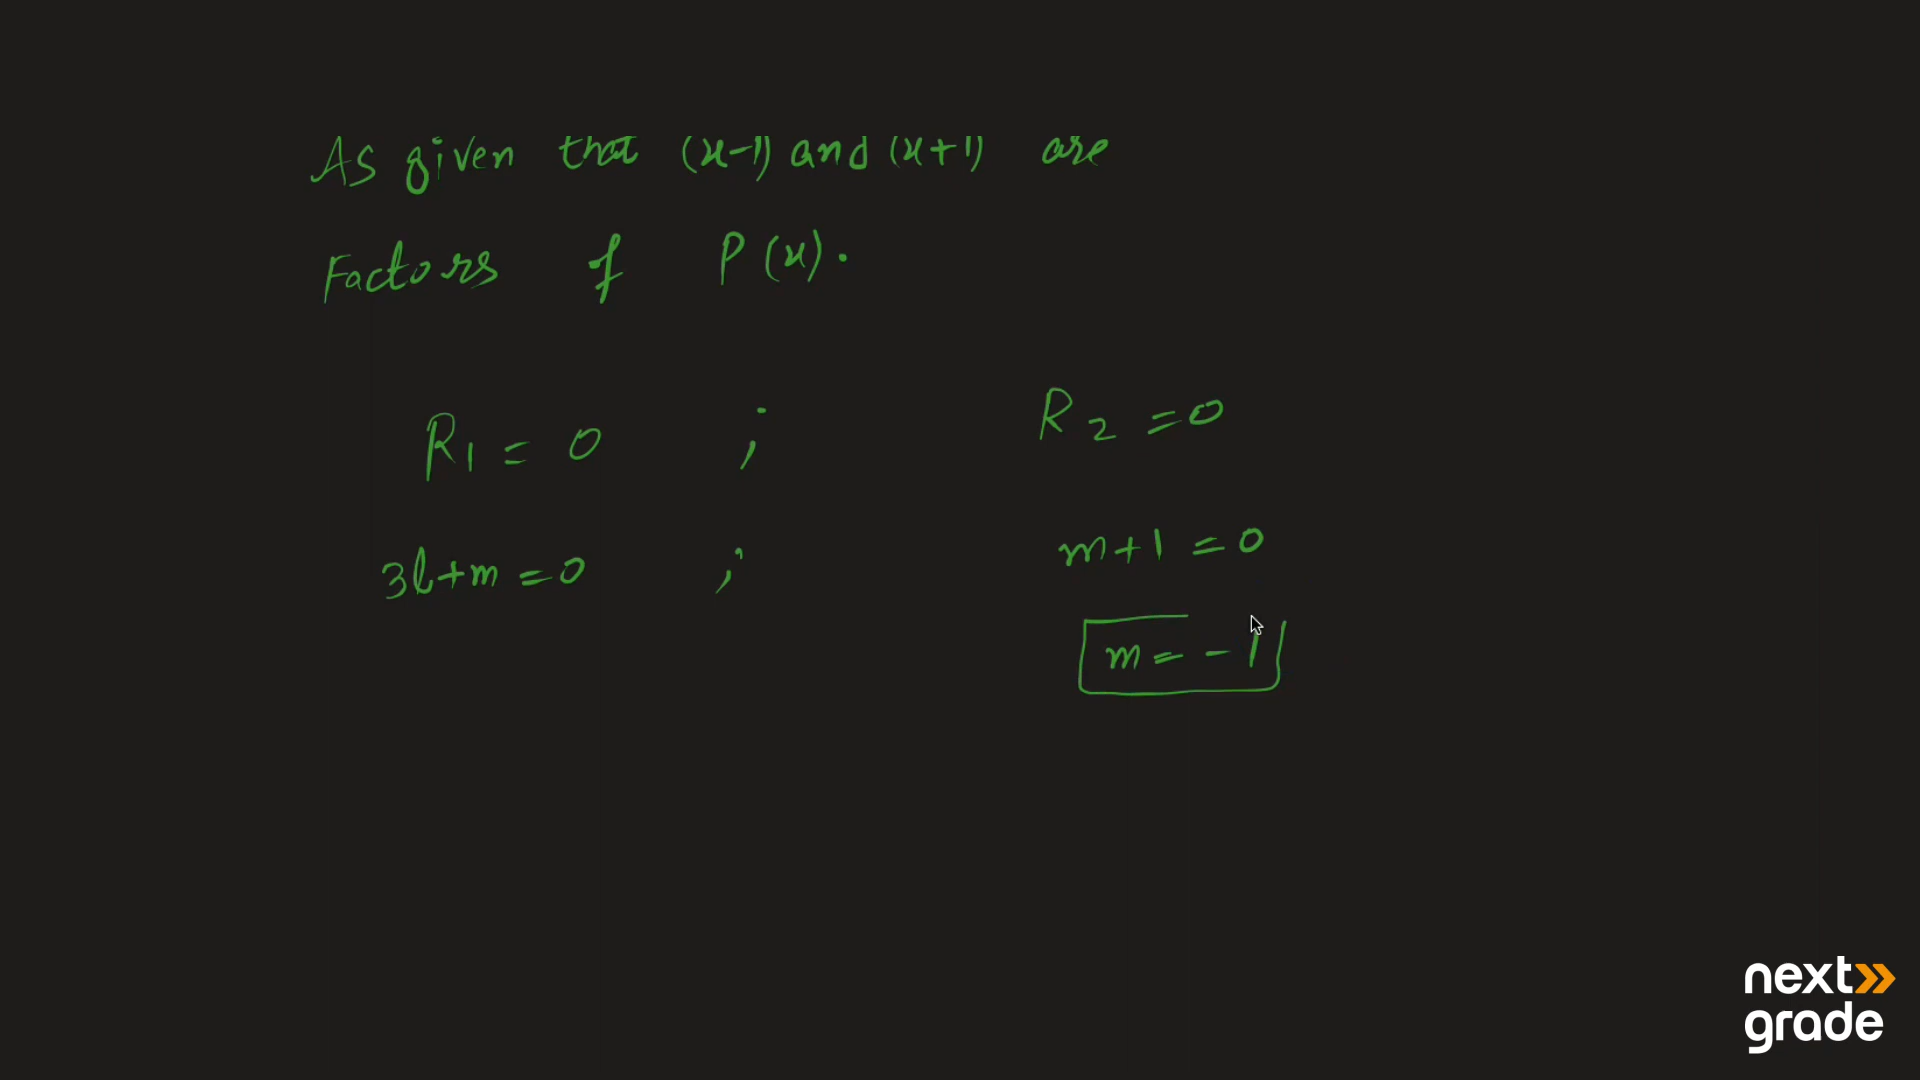 As given that (x-1) and (x+1) are
Factors of P(x).
R₁ = 0 ; R₂ = 0
3l+m = 0 ; m+1 = 0
m = -1
next
grade